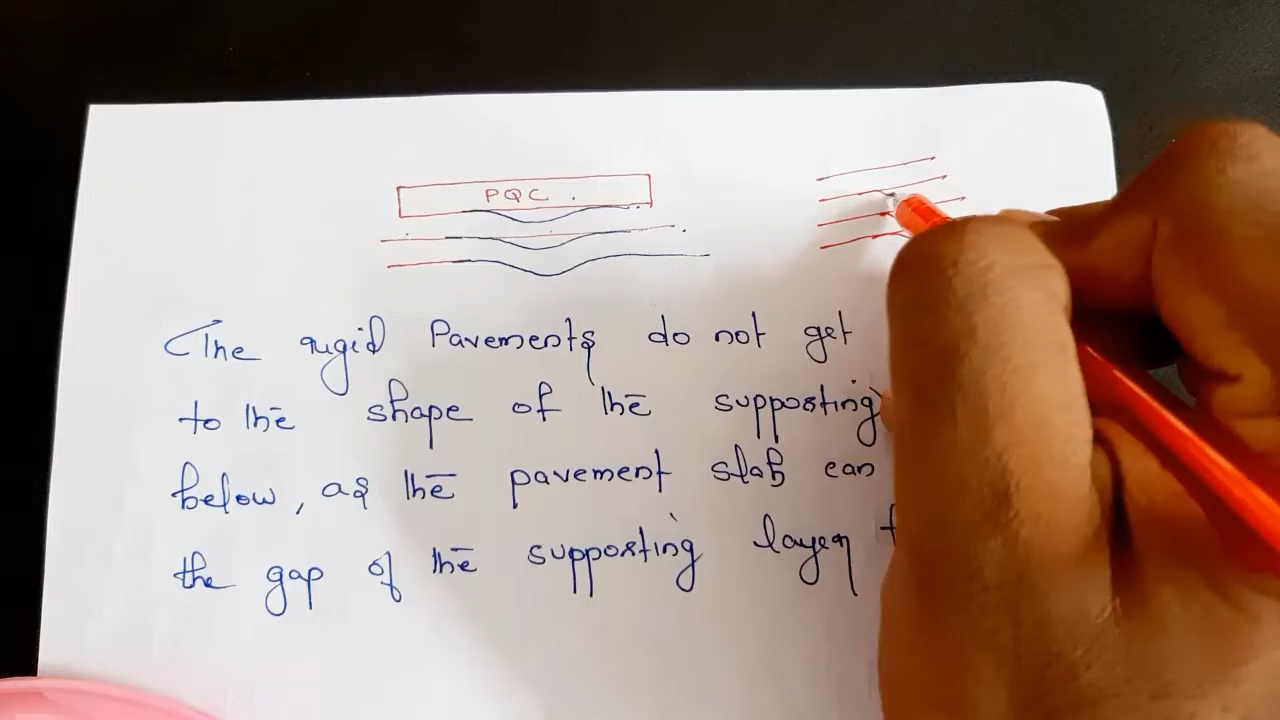 PQC.
The rigid Pavements do not get
to the shape of the supporting
below, as the pavement slab can
the gap of the supporting layer